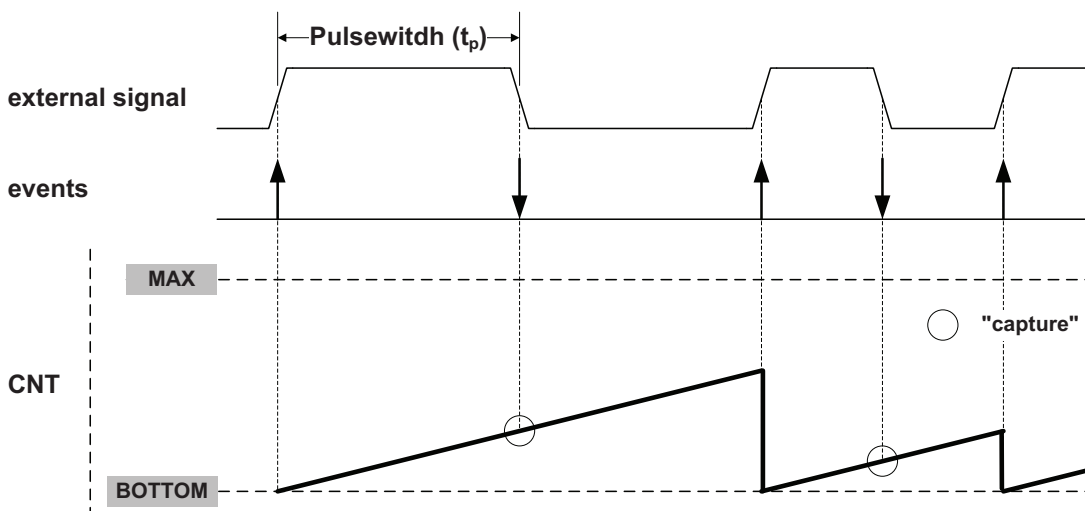 Pulsewitdh (tp)
external signal
events
MAX
"capture"
CNT
BOTTOM